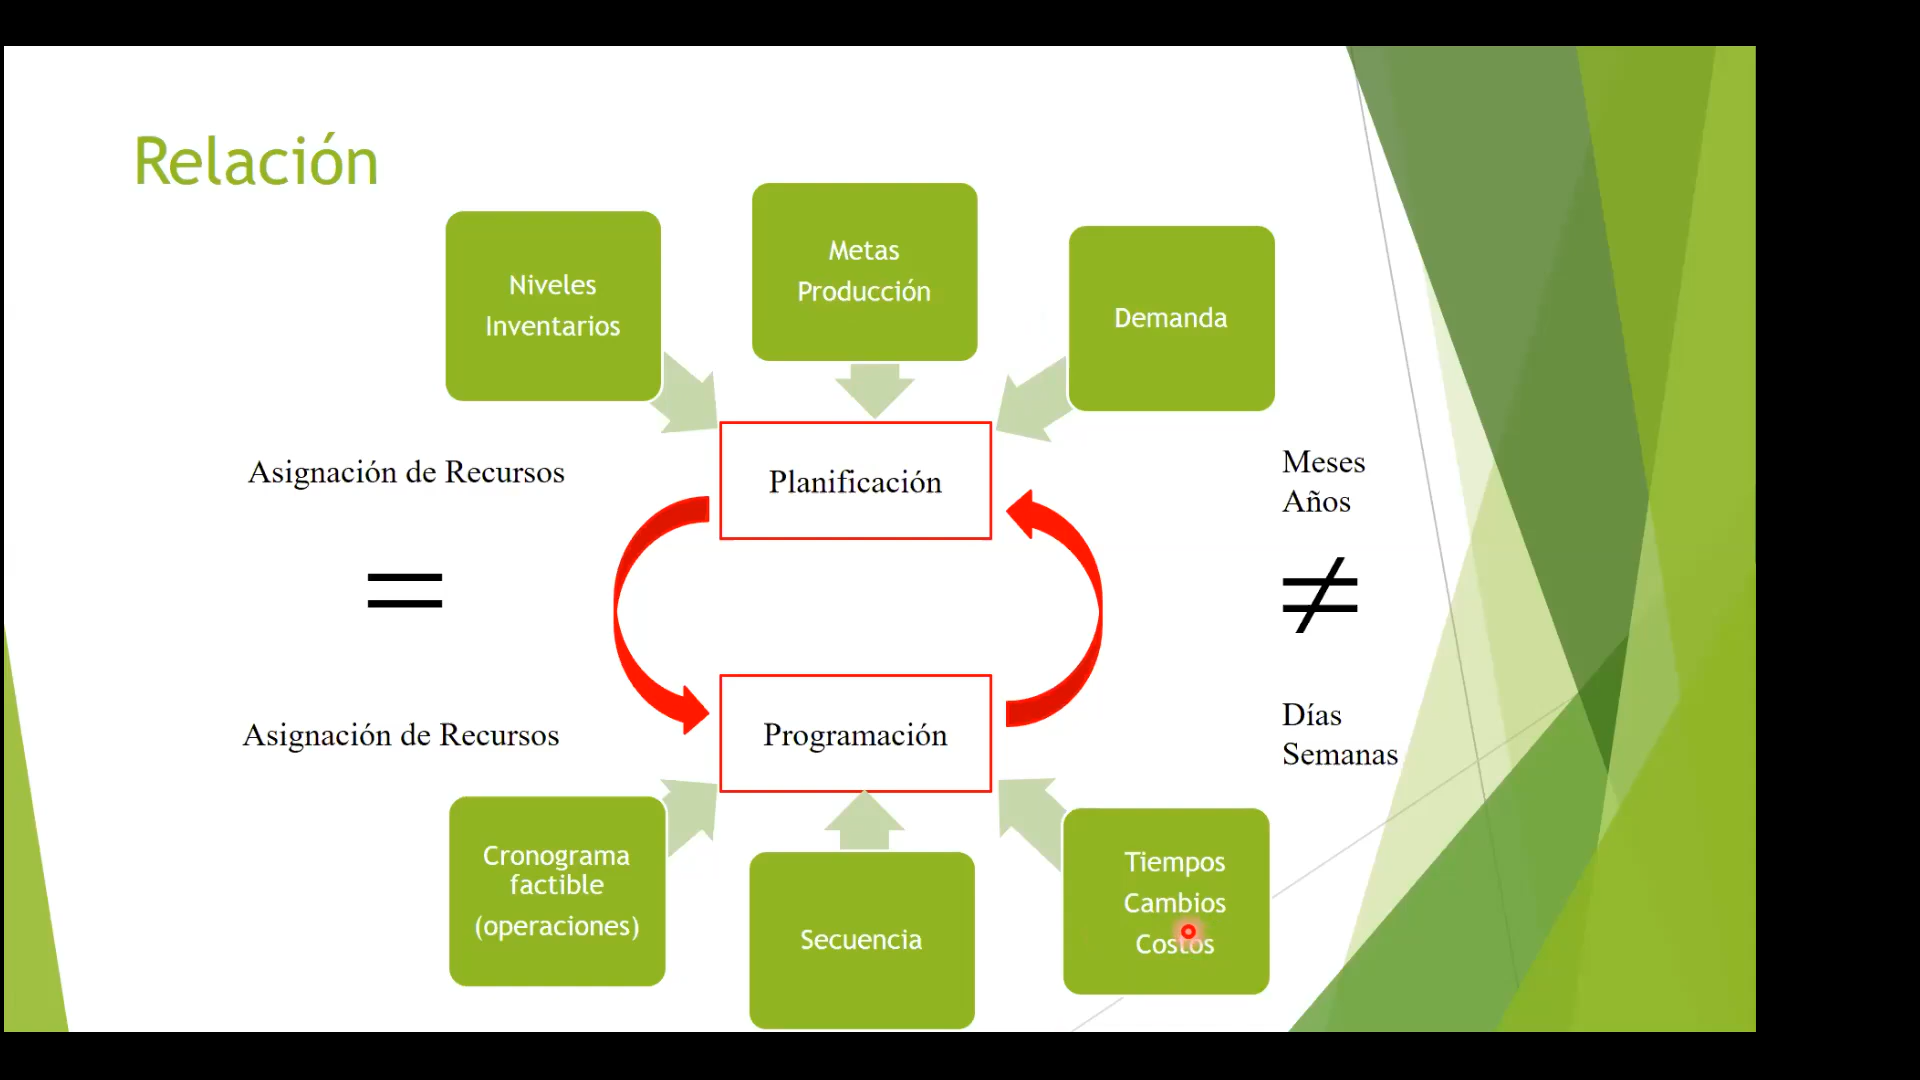 Relación
Niveles
Inventarios
Metas
Producción
Demanda
Asignación de Recursos
Planificación
Meses
Años
=
≠
Asignación de Recursos
Programación
Días
Semanas
Cronograma
factible
(operaciones)
Secuencia
Tiempos
Cambios
Costos